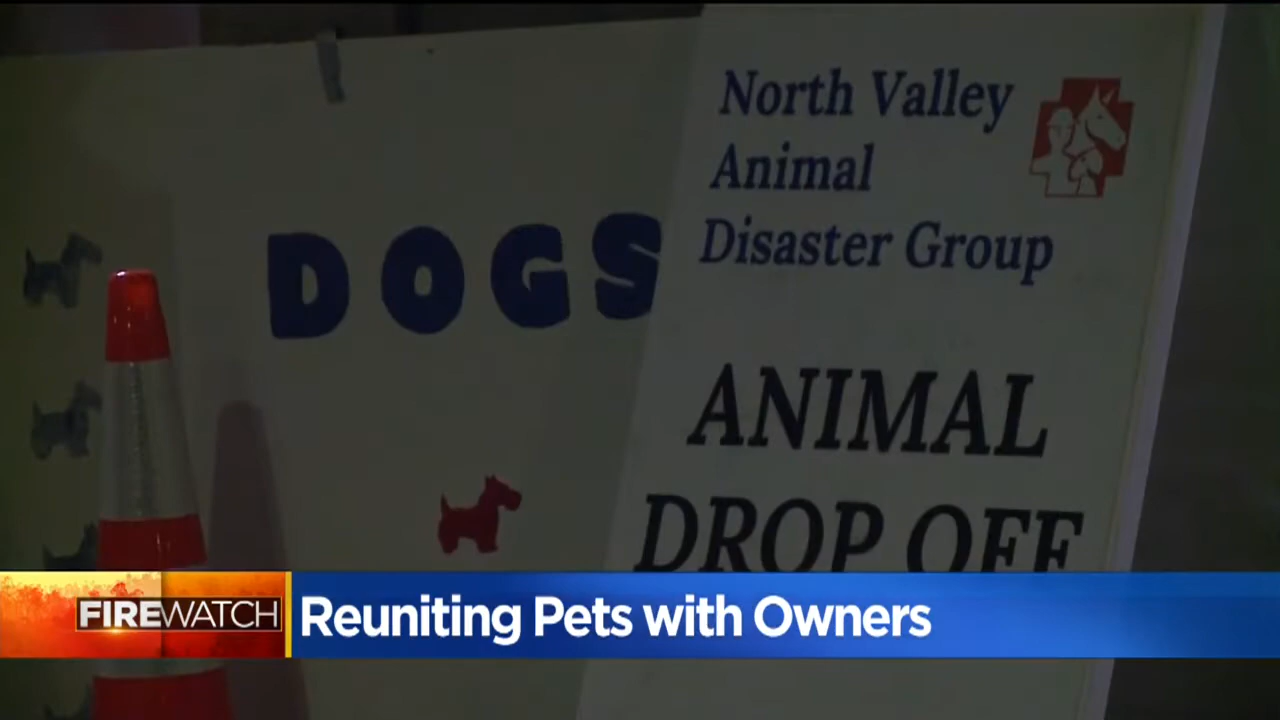 DOGS
North Valley
Animal
Disaster Group
ANIMAL
DROP OFF
FIREWATCH
Reuniting Pets with Owners